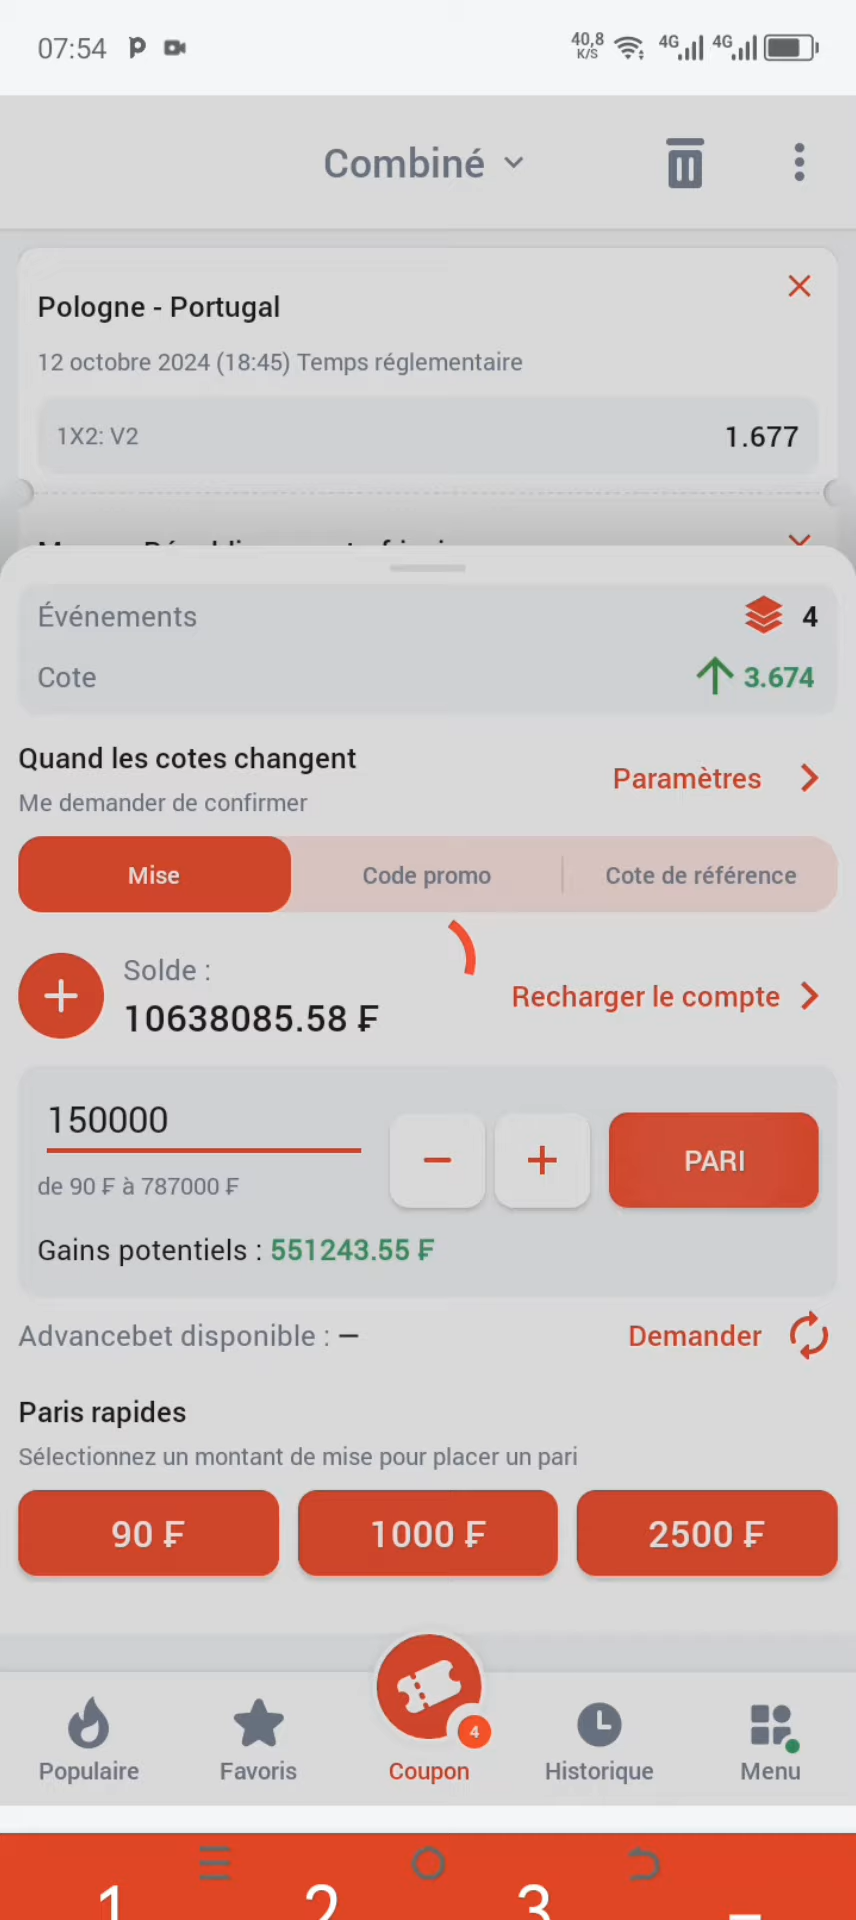 07:54
40,8
K/S
4G
4G
Combiné
Pologne - Portugal
12 octobre 2024 (18:45) Temps réglementaire
1X2: V2
1.677
Événements
4
Cote
3.674
Quand les cotes changent
Me demander de confirmer
Paramètres
Mise
Code promo
Cote de référence
Solde :
10638085.58 ₣
Recharger le compte
150000
de 90 ₣ à 787000 ₣
PARI
Gains potentiels : 551243.55 ₣
Advancebet disponible : —
Demander
Paris rapides
Sélectionnez un montant de mise pour placer un pari
90 ₣
1000 ₣
2500 ₣
4
Populaire
Favoris
Coupon
Historique
Menu
1
2
3